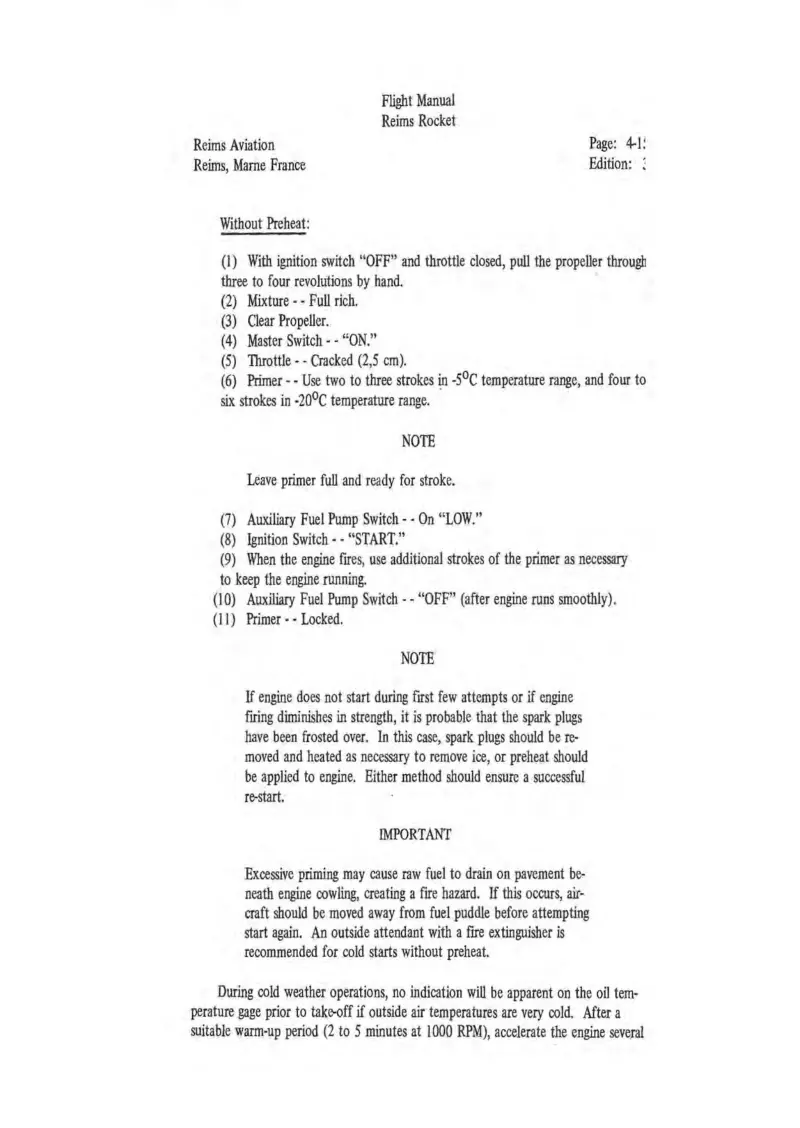 Flight Manual
Reims Rocket
Reims Aviation
Page: 4-1
Reims, Marne France
Edition:
Without Preheat:
(1) With ignition switch “OFF” and throttle closed, pull the propeller through
three to four revolutions by hand.
(2) Mixture - - Full rich.
(3) Clear Propeller.
(4) Master Switch - - “ON.”
(5) Throttle - - Cracked (2,5 cm).
(6) Primer - - Use two to three strokes in -5°C temperature range, and four to
six strokes in -20°C temperature range.
NOTE
Leave primer full and ready for stroke.
(7) Auxiliary Fuel Pump Switch - - On “LOW.”
(8) Ignition Switch - - “START.”
(9) When the engine fires, use additional strokes of the primer as necessary
to keep the engine running.
(10) Auxiliary Fuel Pump Switch - - “OFF” (after engine runs smoothly).
(11) Primer - - Locked.
NOTE
If engine does not start during first few attempts or if engine
firing diminishes in strength, it is probable that the spark plugs
have been frosted over. In this case, spark plugs should be re-
moved and heated as necessary to remove ice, or preheat should
be applied to engine. Either method should ensure a successful
re-start.
IMPORTANT
Excessive priming may cause raw fuel to drain on pavement be-
neath engine cowling, creating a fire hazard. If this occurs, air-
craft should be moved away from fuel puddle before attempting
start again. An outside attendant with a fire extinguisher is
recommended for cold starts without preheat.
During cold weather operations, no indication will be apparent on the oil tem-
perature gage prior to take-off if outside air temperatures are very cold. After a
suitable warm-up period (2 to 5 minutes at 1000 RPM), accelerate the engine several